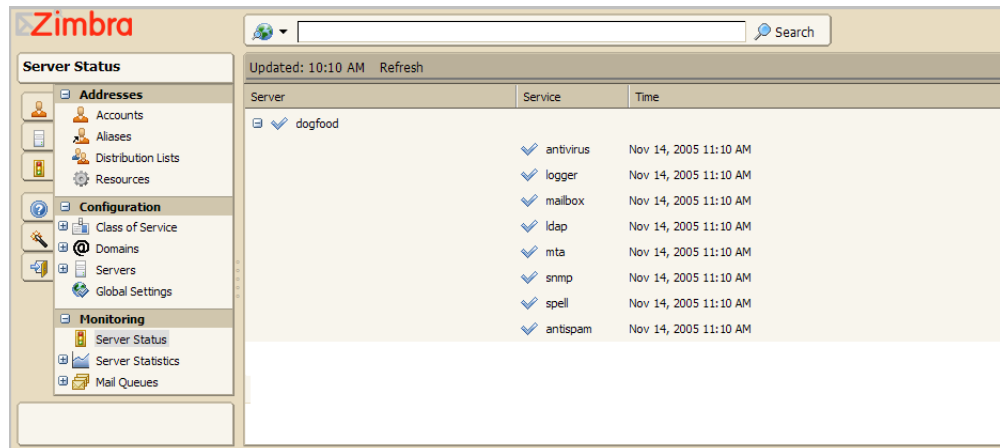 Zimbra
Search
Server Status
Updated: 10:10 AM Refresh
Addresses
Accounts
Aliases
Distribution Lists
Resources
Configuration
Class of Service
@ Domains
Servers
Global Settings
Monitoring
Server Status
Server Statistics
Mail Queues
Server Service Time
dogfood
antivirus Nov 14, 2005 11:10 AM
logger Nov 14, 2005 11:10 AM
mailbox Nov 14, 2005 11:10 AM
ldap Nov 14, 2005 11:10 AM
mta Nov 14, 2005 11:10 AM
snmp Nov 14, 2005 11:10 AM
spell Nov 14, 2005 11:10 AM
antispam Nov 14, 2005 11:10 AM